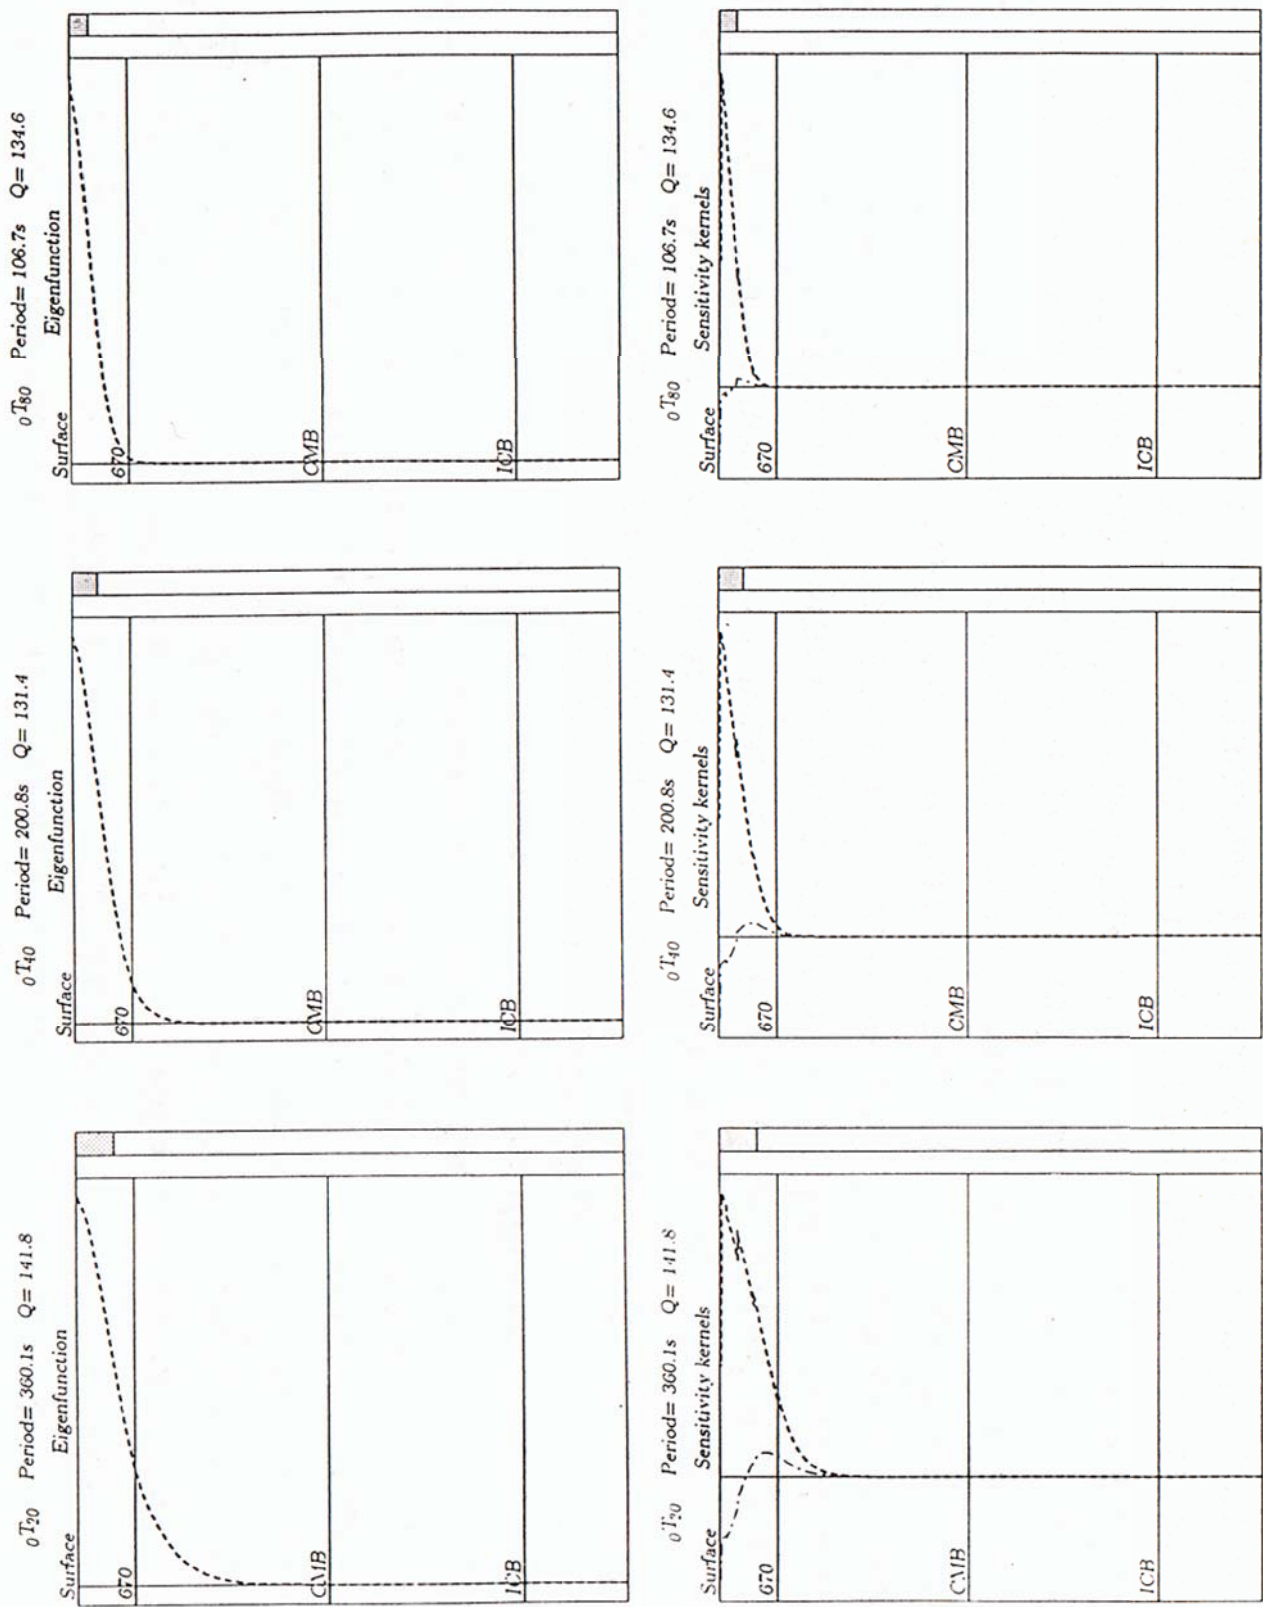 ₀T₈₀ Period= 106.7s Q= 134.6
Eigenfunction
Surface
670
CMB
ICB
₀T₈₀ Period= 106.7s Q= 134.6
Sensitivity kernels
Surface
670
CMB
ICB
₀T₄₀ Period= 200.8s Q= 131.4
Eigenfunction
Surface
670
CMB
ICB
₀T₄₀ Period= 200.8s Q= 131.4
Sensitivity kernels
Surface
670
CMB
ICB
₀T₂₀ Period= 360.1s Q= 141.8
Eigenfunction
Surface
670
CMB
ICB
₀T₂₀ Period= 360.1s Q= 141.8
Sensitivity kernels
Surface
670
CMB
ICB